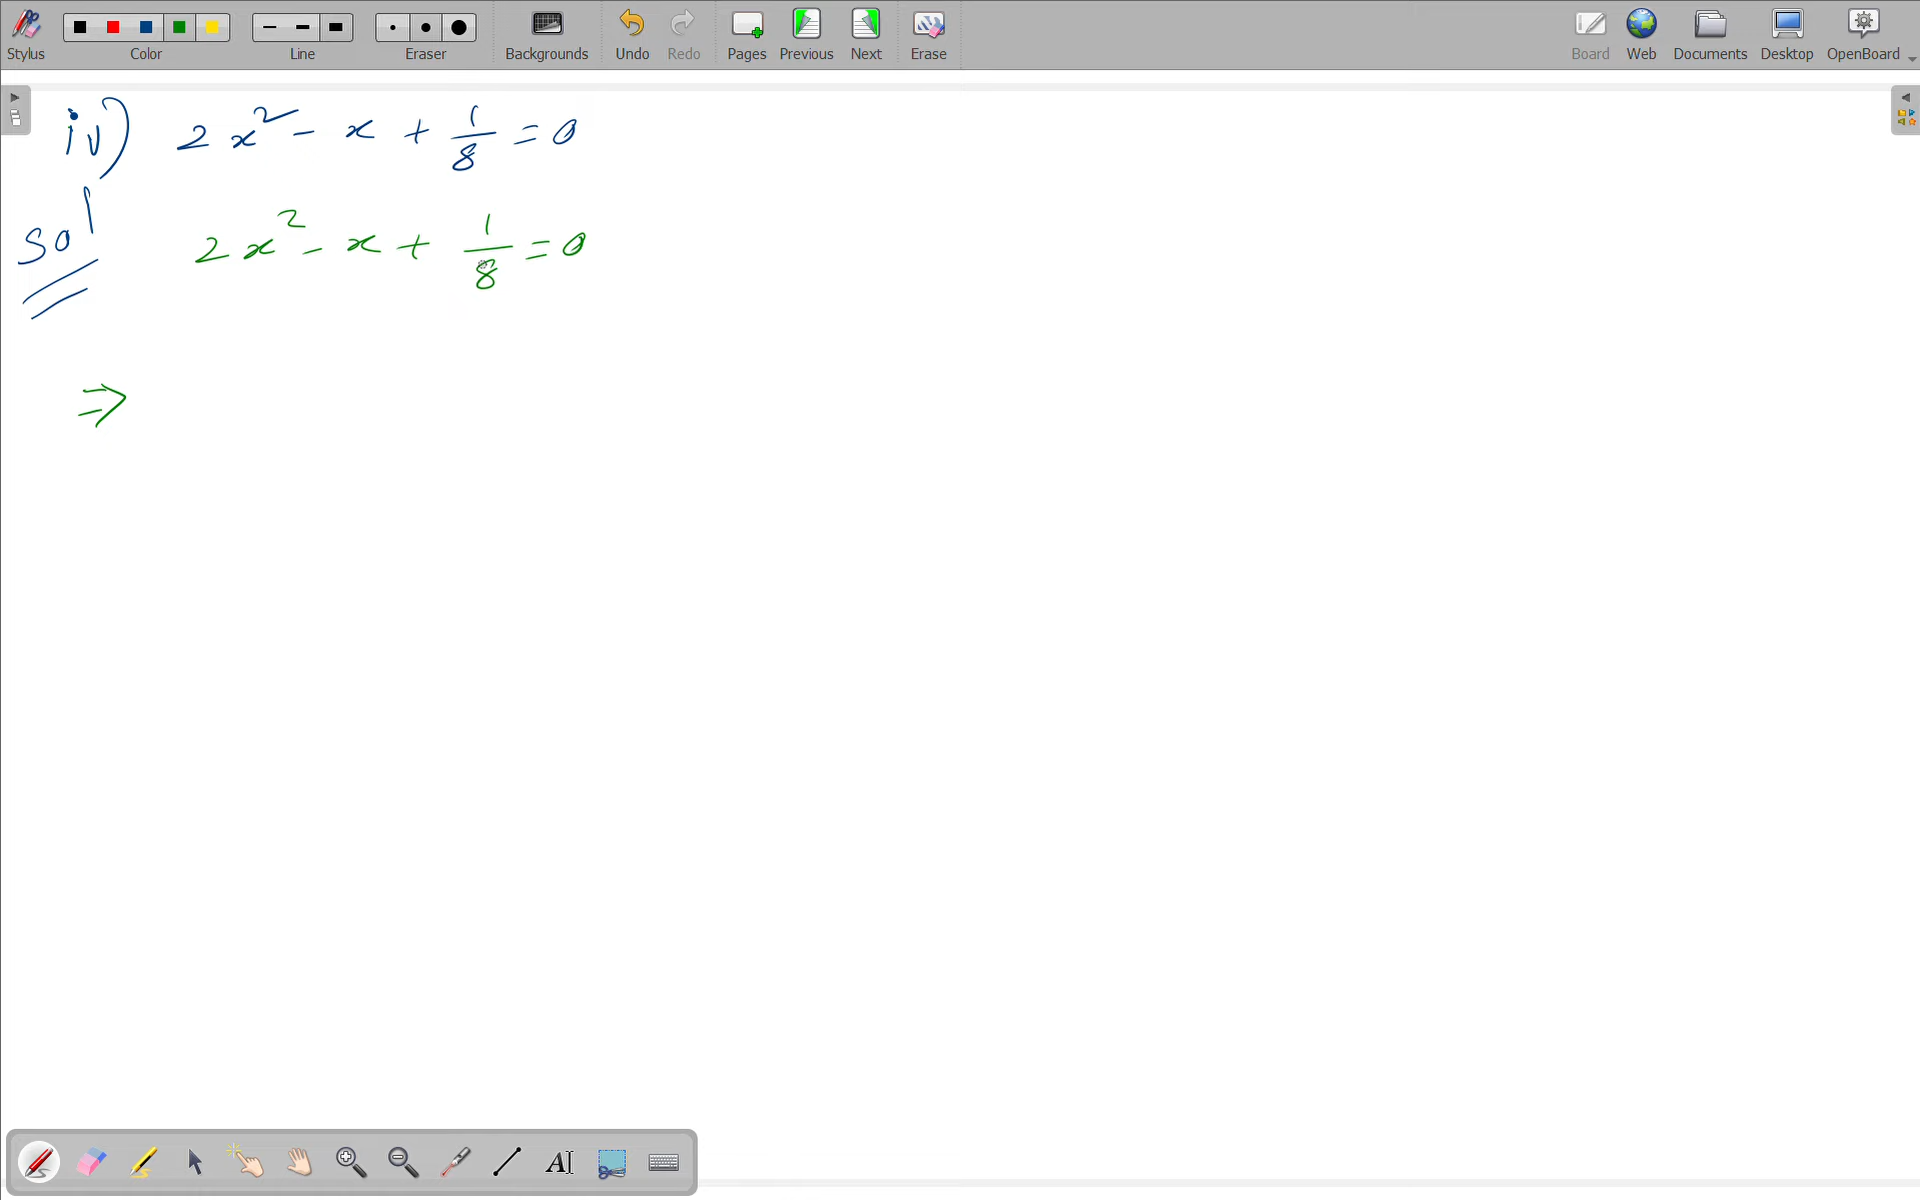 Stylus Color Line Eraser Backgrounds Undo Redo Pages Previous Next Erase Board Web Documents Desktop OpenBoard
iv) 2x² - x + 1/8 = 0
Sol 2x² - x + 1/8 = 0
⇒